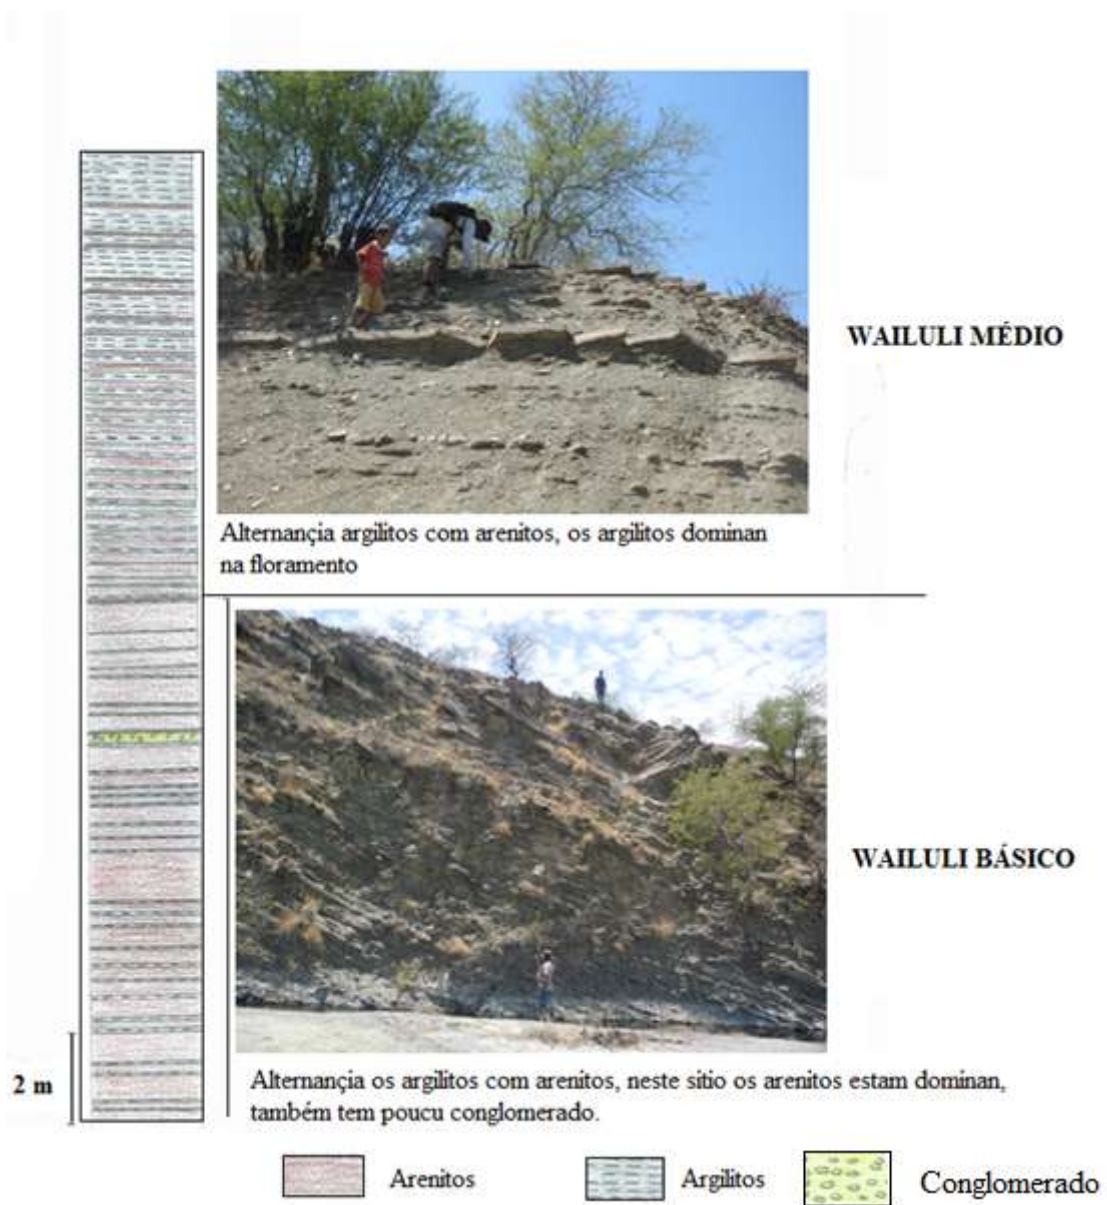 WAILULI MÉDIO
Alternançia argilitos com arenitos, os argilitos dominan
na floramento
WAILULI BÁSICO
2 m
Alternançia os argilitos com arenitos, neste sítio os arenitos estam dominan,
também tem poucu conglomerado.
Arenitos
Argilitos
Conglomerado